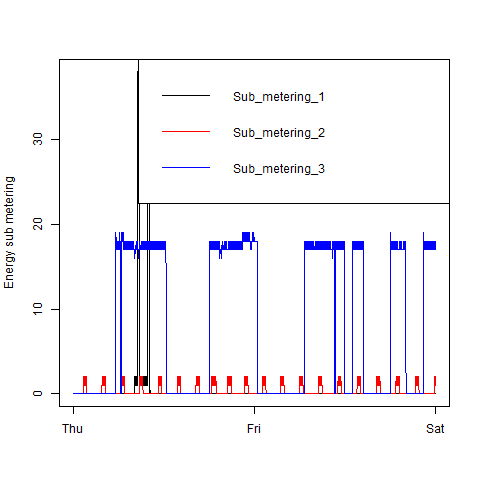 Sub_metering_1
Sub_metering_2
Sub_metering_3
Energy sub metering
30
20
10
0
Thu
Fri
Sat